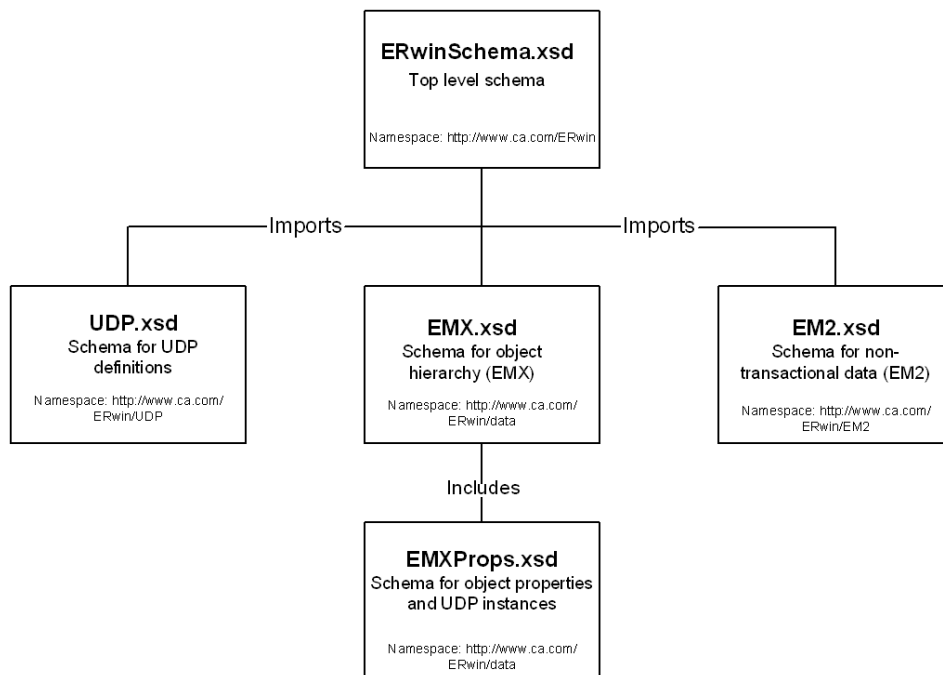 ERwinSchema.xsd
Top level schema
Namespace: http://www.ca.com/ERwin
Imports
Imports
UDP.xsd
Schema for UDP
definitions
Namespace: http://www.ca.com/
ERwin/UDP
EMX.xsd
Schema for object
hierarchy (EMX)
Namespace: http://www.ca.com/
ERwin/data
EM2.xsd
Schema for non-
transactional data (EM2)
Namespace: http://www.ca.com/
ERwin/EM2
Includes
EMXProps.xsd
Schema for object properties
and UDP instances
Namespace: http://www.ca.com/
ERwin/data